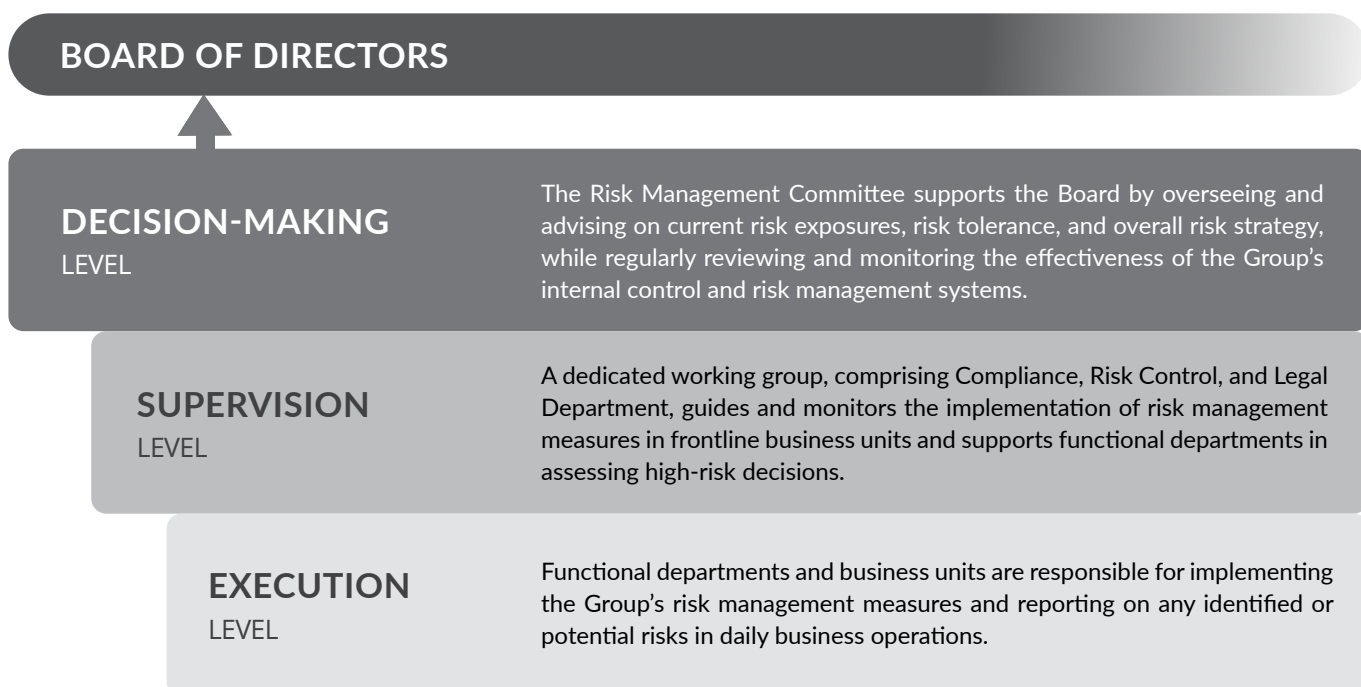 BOARD OF DIRECTORS
DECISION-MAKING
LEVEL
The Risk Management Committee supports the Board by overseeing and
advising on current risk exposures, risk tolerance, and overall risk strategy,
while regularly reviewing and monitoring the effectiveness of the Group’s
internal control and risk management systems.
SUPERVISION
LEVEL
A dedicated working group, comprising Compliance, Risk Control, and Legal
Department, guides and monitors the implementation of risk management
measures in frontline business units and supports functional departments in
assessing high-risk decisions.
EXECUTION
LEVEL
Functional departments and business units are responsible for implementing
the Group’s risk management measures and reporting on any identified or
potential risks in daily business operations.